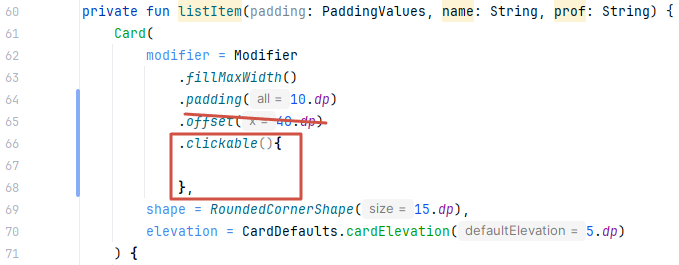 60 private fun listItem(padding: PaddingValues, name: String, prof: String) {
61 Card(
62 modifier = Modifier
63 .fillMaxWidth()
64 .padding( all = 10.dp)
65 .offset( x = 40.dp)
66 .clickable(){
67
68 },
69 shape = RoundedCornerShape( size = 15.dp),
70 elevation = CardDefaults.cardElevation( defaultElevation = 5.dp)
71 ) {